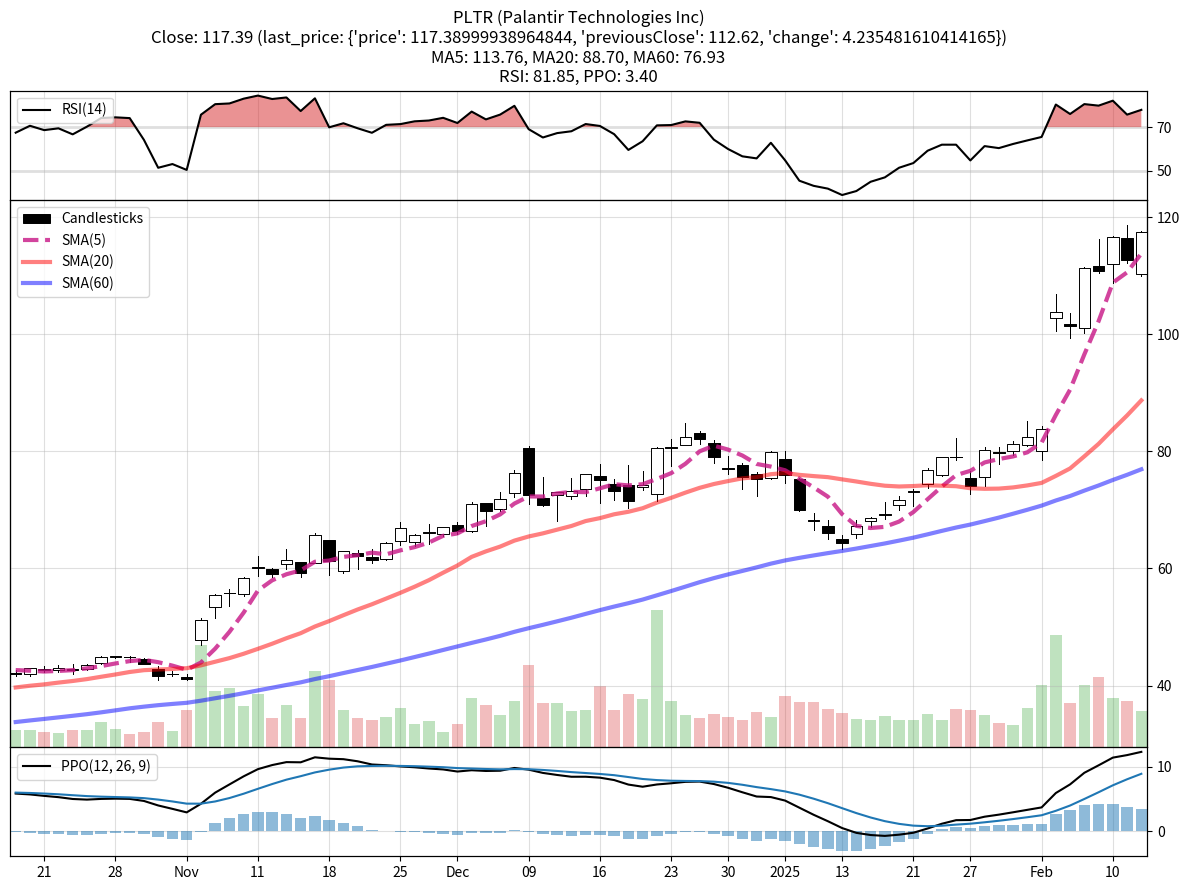 PLTR (Palantir Technologies Inc)
Close: 117.39 (last_price: {'price': 117.38999938964844, 'previousClose': 112.62, 'change': 4.235481610414165})
MA5: 113.76, MA20: 88.70, MA60: 76.93
RSI: 81.85, PPO: 3.40
RSI(14)
70
50
Candlesticks
SMA(5)
SMA(20)
SMA(60)
120
100
80
60
40
PPO(12, 26, 9)
10
0
21 28 Nov 11 18 25 Dec 09 16 23 30 2025 13 21 27 Feb 10